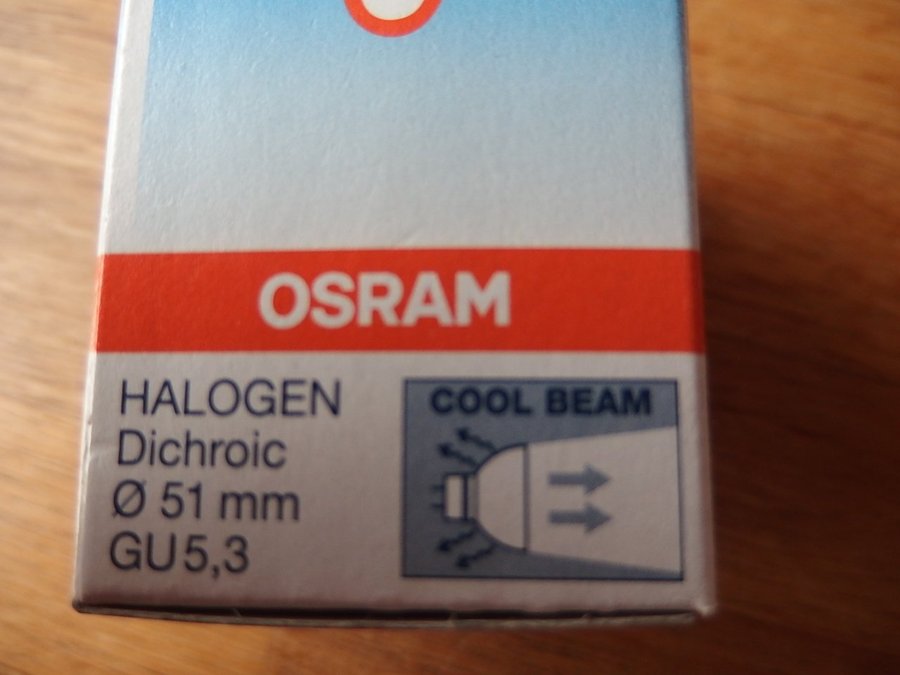 OSRAM
HALOGEN
Dichroic
Ø 51 mm
GU5,3
COOL BEAM